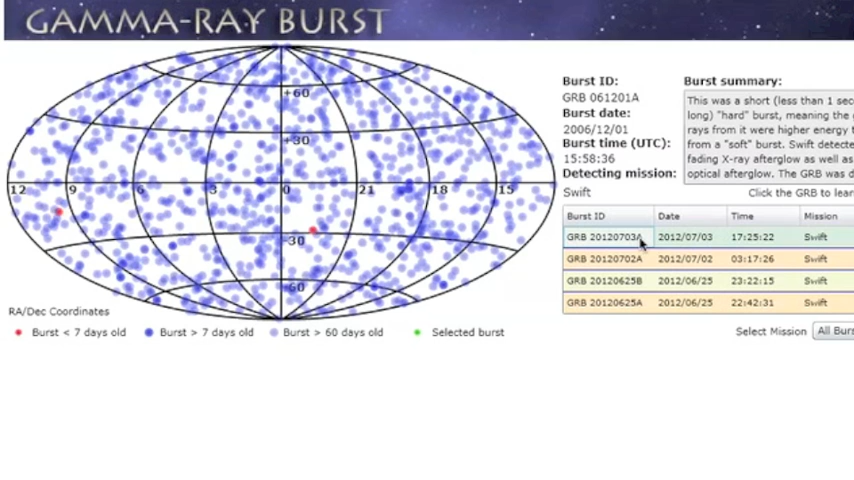 GAMMA-RAY BURST
+60
+30
12 9 6 3 0 21 18 15
-30
-60
RA/Dec Coordinates
Burst < 7 days old
Burst > 7 days old
Burst > 60 days old
Selected burst
Burst ID:
GRB 061201A
Burst date:
2006/12/01
Burst time (UTC):
15:58:36
Detecting mission:
Swift
Burst summary:
This was a short (less than 1 sec
long) "hard" burst, meaning the
rays from it were higher energy
from a "soft" burst. Swift detecte
fading X-ray afterglow as well as
optical afterglow. The GRB was d
Click the GRB to lear
Burst ID Date Time Mission
GRB 20120703A 2012/07/03 17:25:22 Swift
GRB 20120702A 2012/07/02 03:17:26 Swift
GRB 20120625B 2012/06/25 23:22:15 Swift
GRB 20120625A 2012/06/25 22:42:31 Swift
Select Mission All Burs